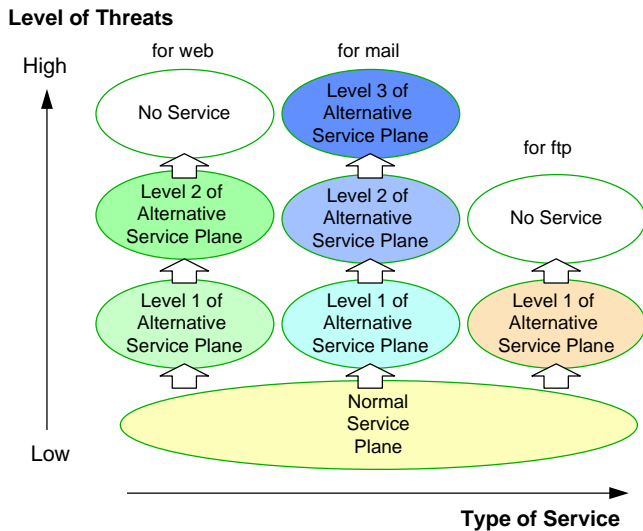 Level of Threats
for web
for mail
High
No Service
Level 3 of
Alternative
Service Plane
for ftp
Level 2 of
Alternative
Service Plane
Level 2 of
Alternative
Service Plane
No Service
Level 1 of
Alternative
Service Plane
Level 1 of
Alternative
Service Plane
Level 1 of
Alternative
Service Plane
Normal
Service
Plane
Low
Type of Service